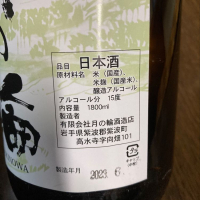 の
輪
NOWA
品目 日本酒
原材料名 米（国産）、
米麹（国産米）、
醸造アルコール
アルコール分 15度
内容量 1800ml
製造者
有限会社月の輪酒造店
岩手県紫波郡紫波町
高水寺字向畑101
製造年月 2023. 6.